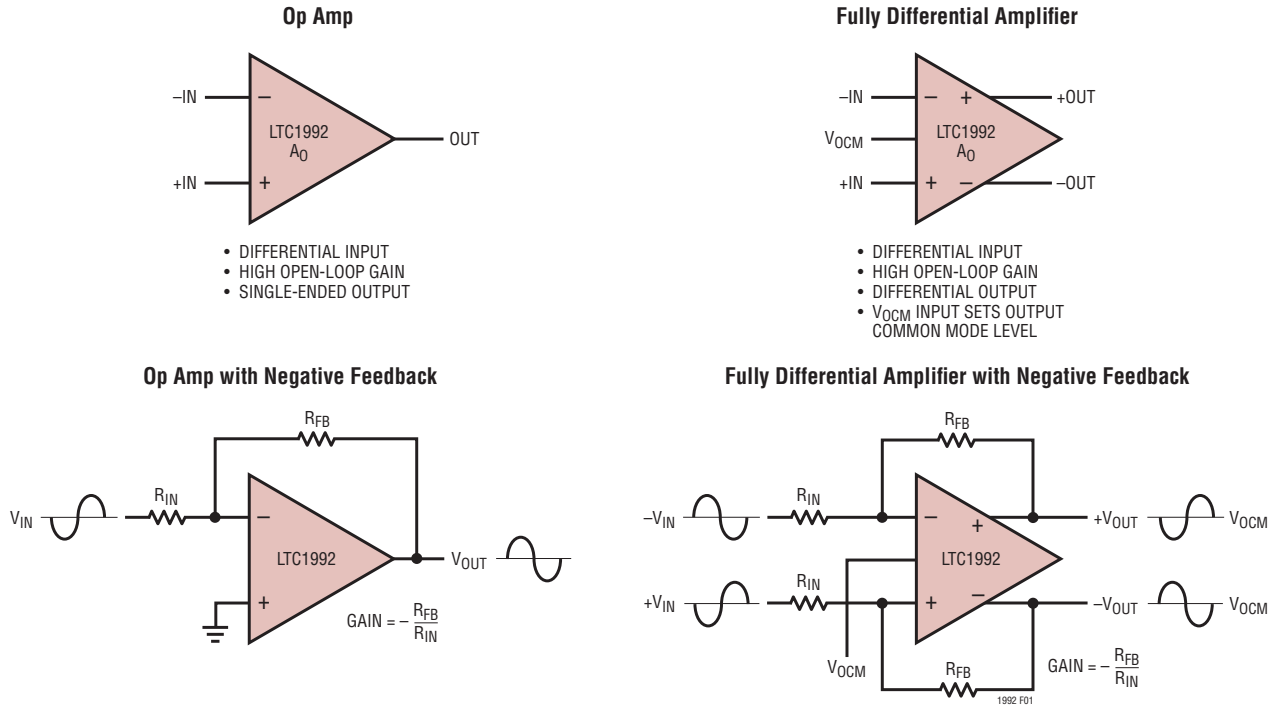 Op Amp
–IN
+IN
–
+
LTC1992
AO
OUT
• DIFFERENTIAL INPUT
• HIGH OPEN-LOOP GAIN
• SINGLE-ENDED OUTPUT
Fully Differential Amplifier
–IN
VOCM
+IN
– +
LTC1992
AO
+ –
+OUT
–OUT
• DIFFERENTIAL INPUT
• HIGH OPEN-LOOP GAIN
• DIFFERENTIAL OUTPUT
• VOCM INPUT SETS OUTPUT
COMMON MODE LEVEL
Op Amp with Negative Feedback
RFB
VIN
RIN
–
LTC1992
+
VOUT
GAIN = – RFB
RIN
Fully Differential Amplifier with Negative Feedback
RFB
–VIN
RIN
–
+
+VOUT
VOCM
LTC1992
+VIN
RIN
+
–
–VOUT
VOCM
VOCM
RFB
GAIN = – RFB
RIN
1992 F01